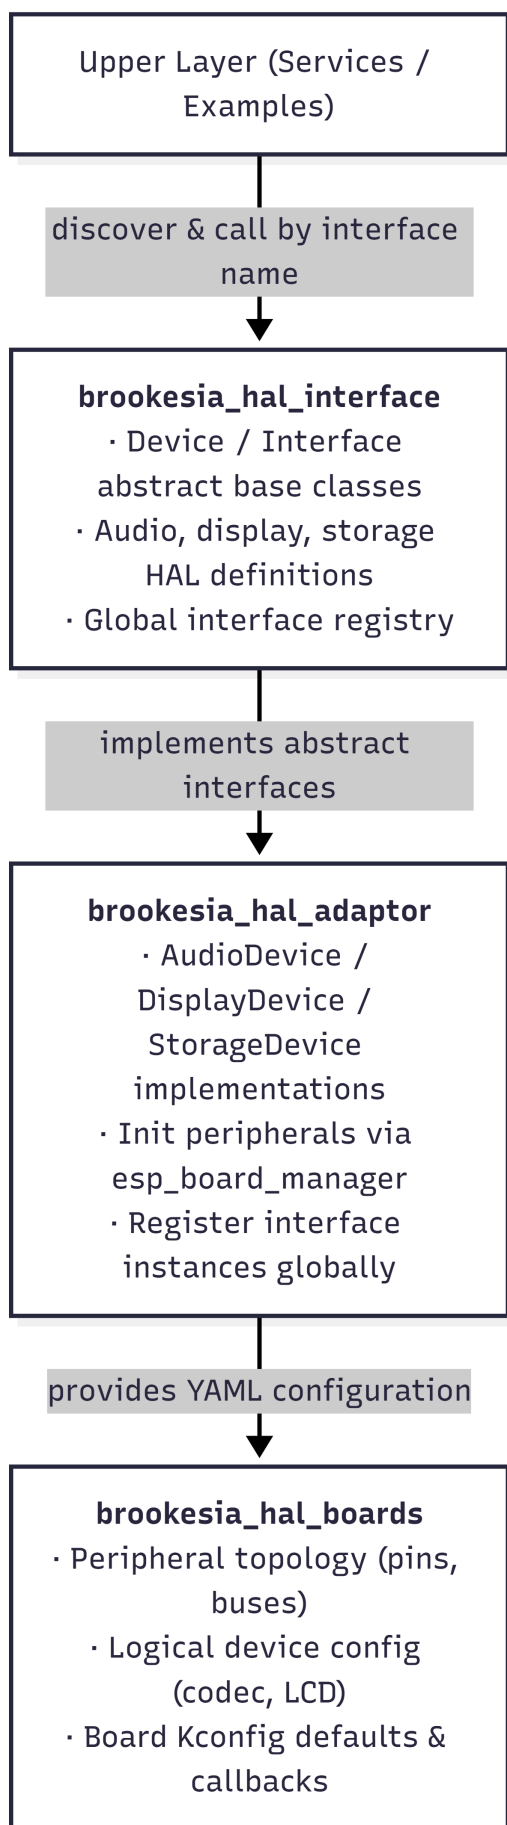 Upper Layer (Services /
Examples)
discover & call by interface
name
brookesia_hal_interface
· Device / Interface
abstract base classes
· Audio, display, storage
HAL definitions
· Global interface registry
implements abstract
interfaces
brookesia_hal_adaptor
· AudioDevice /
DisplayDevice /
StorageDevice
implementations
· Init peripherals via
esp_board_manager
· Register interface
instances globally
provides YAML configuration
brookesia_hal_boards
· Peripheral topology (pins,
buses)
· Logical device config
(codec, LCD)
· Board Kconfig defaults &
callbacks